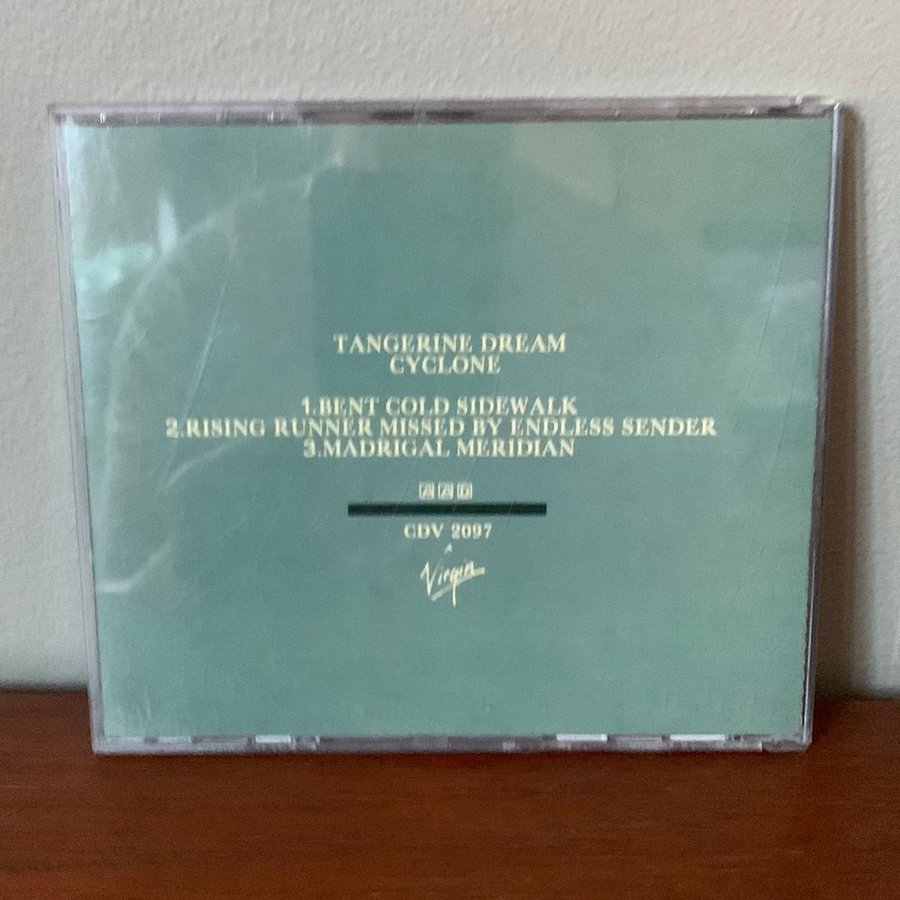 TANGERINE DREAM
CYCLONE
1.BENT COLD SIDEWALK
2.RISING RUNNER MISSED BY ENDLESS SENDER
3.MADRIGAL MERIDIAN
AAD
CDV 2097
Virgin